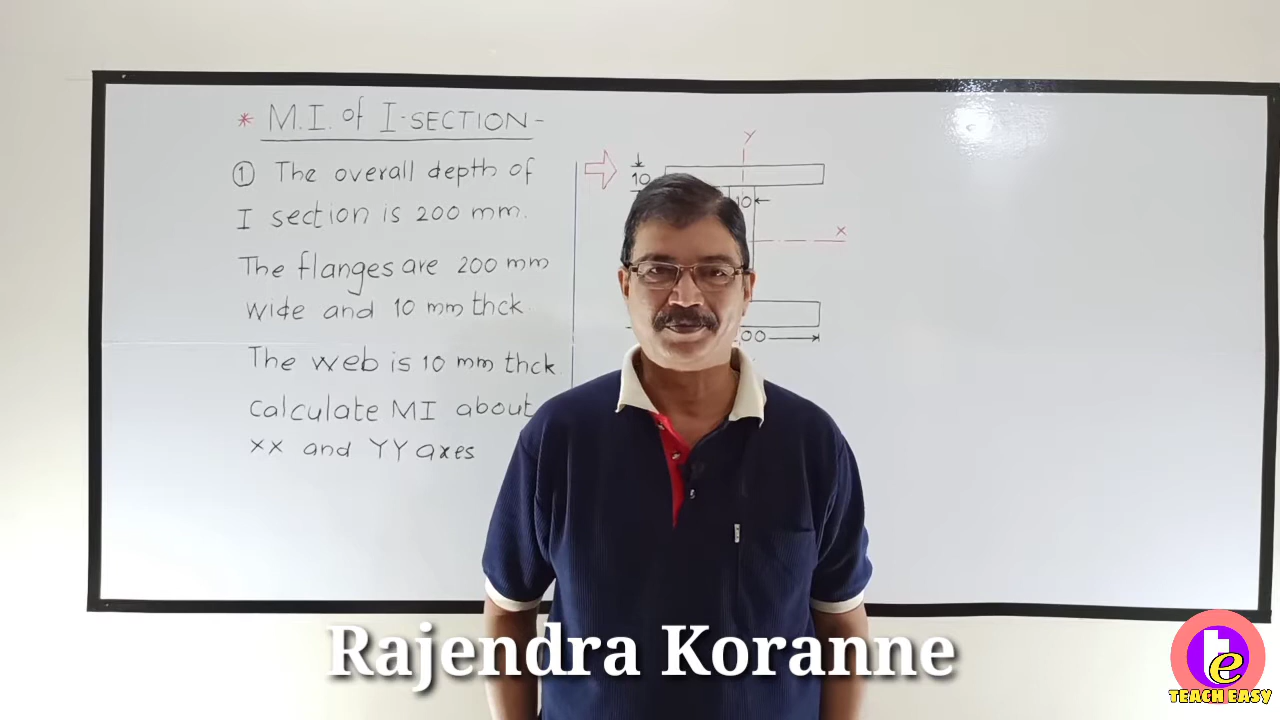 * M.I. of I-SECTION-
① The overall depth of
I section is 200 mm.
The flanges are 200 mm
wide and 10 mm thck.
The web is 10 mm thck.
calculate MI about
XX and YY axes
Y
10
10
X
00
Rajendra Koranne
te
TEACH EASY